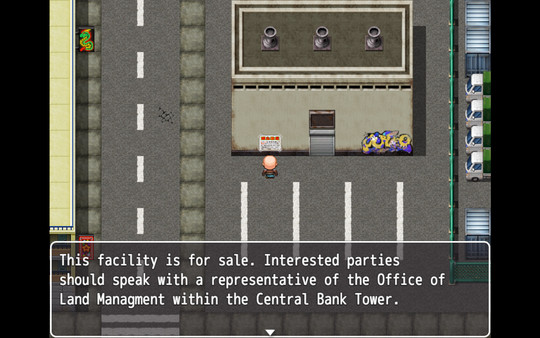 This facility is for sale. Interested parties
should speak with a representative of the Office of
Land Managment within the Central Bank Tower.